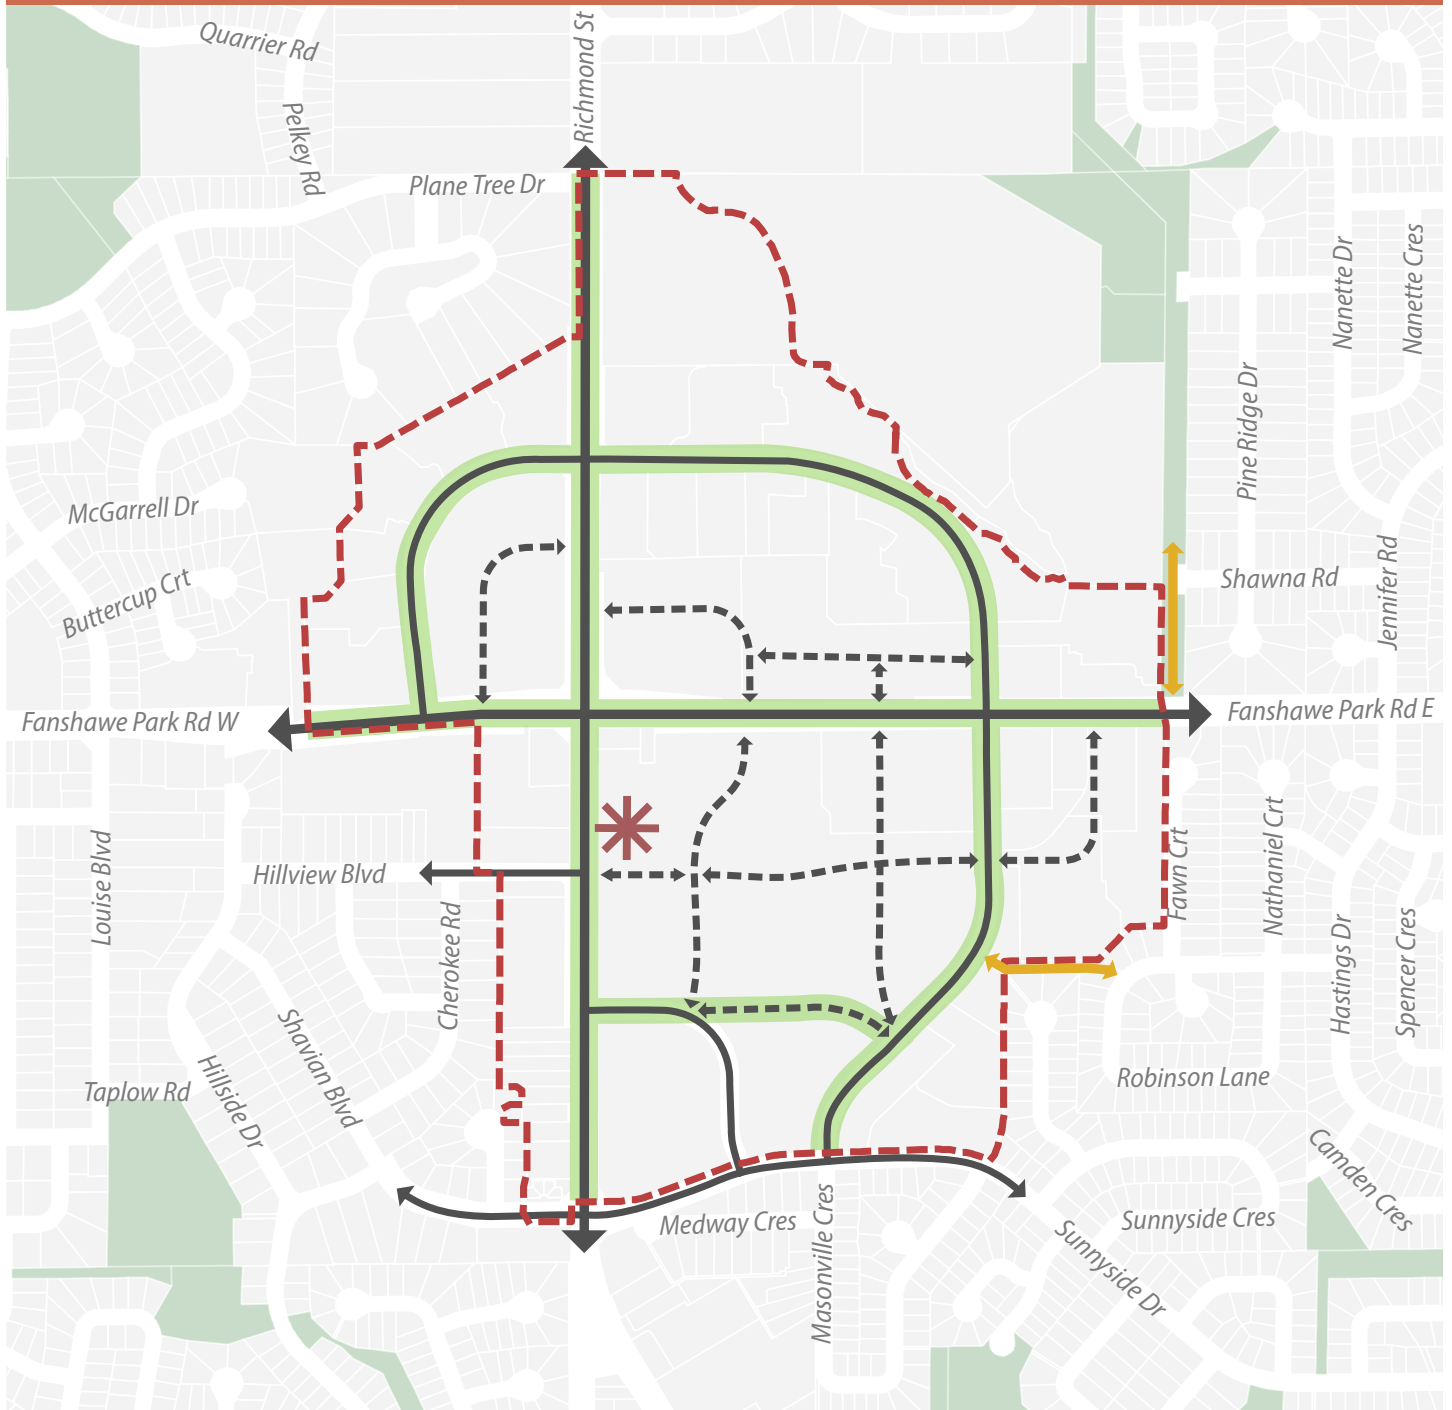 Quarrier Rd
Richmond St
Pelkey Rd
Plane Tree Dr
Nanette Dr
Nanette Cres
Pine Ridge Dr
McGarrell Dr
Buttercup Crt
Shawna Rd
Jennifer Rd
Fanshawe Park Rd W
Fanshawe Park Rd E
Louise Blvd
Hillview Blvd
Cherokee Rd
Fawn Crt
Nathaniel Crt
Hastings Dr
Spencer Cres
Shavian Blvd
Hillside Dr
Taplow Rd
Robinson Lane
Camden Cres
Medway Cres
Masonville Cres
Sunnyside Cres
Sunnyside Dr